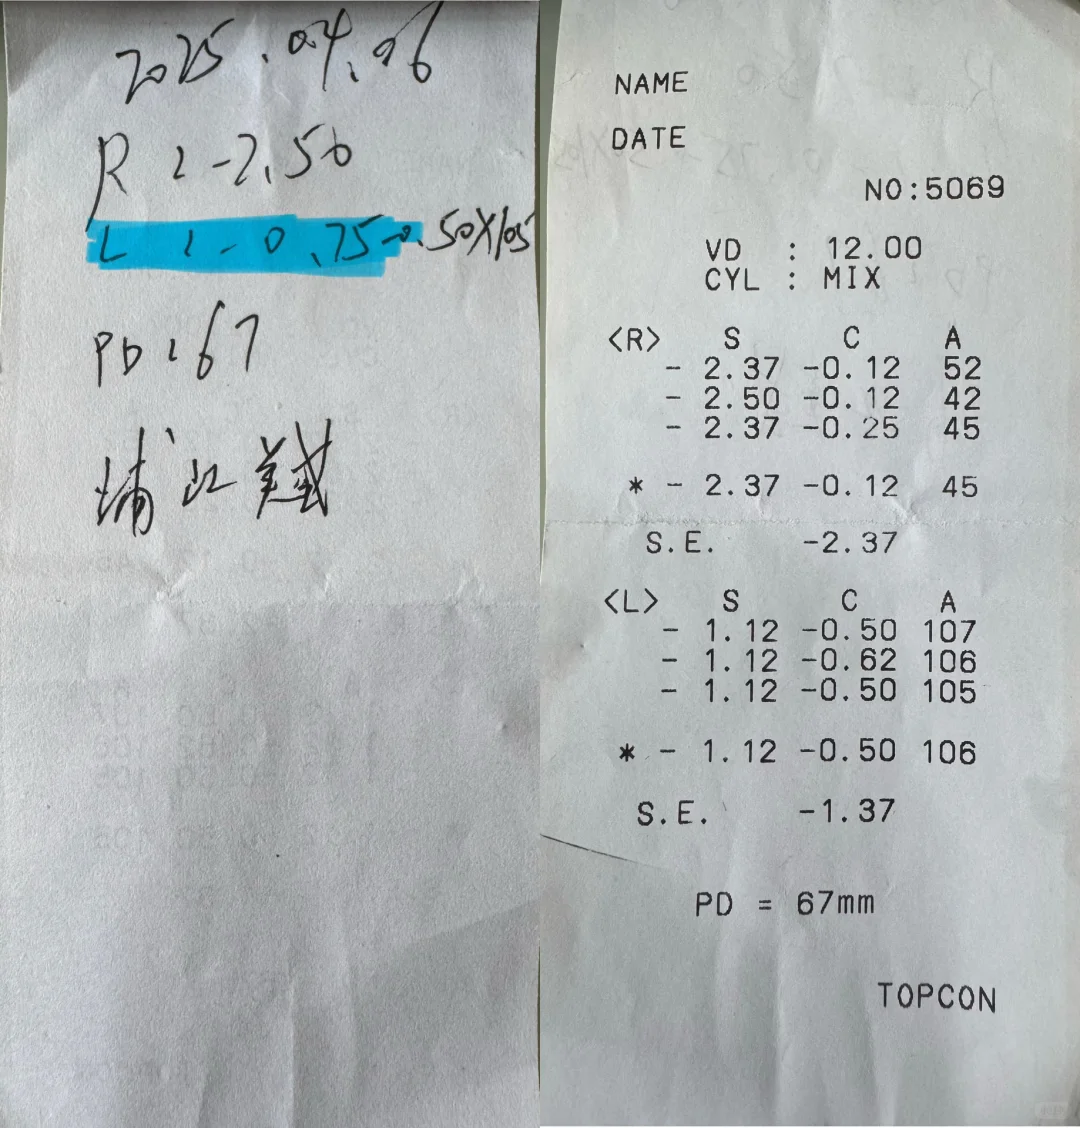 2025.04.06
R:-2.50
L:-0.75-0.50X105
PD:67
浦江
NAME
DATE
NO:5069
VD : 12.00
CYL : MIX
<R> S C A
- 2.37 -0.12 52
- 2.50 -0.12 42
- 2.37 -0.25 45
* - 2.37 -0.12 45
S.E. -2.37
<L> S C A
- 1.12 -0.50 107
- 1.12 -0.62 106
- 1.12 -0.50 105
* - 1.12 -0.50 106
S.E. -1.37
PD = 67mm
TOPCON